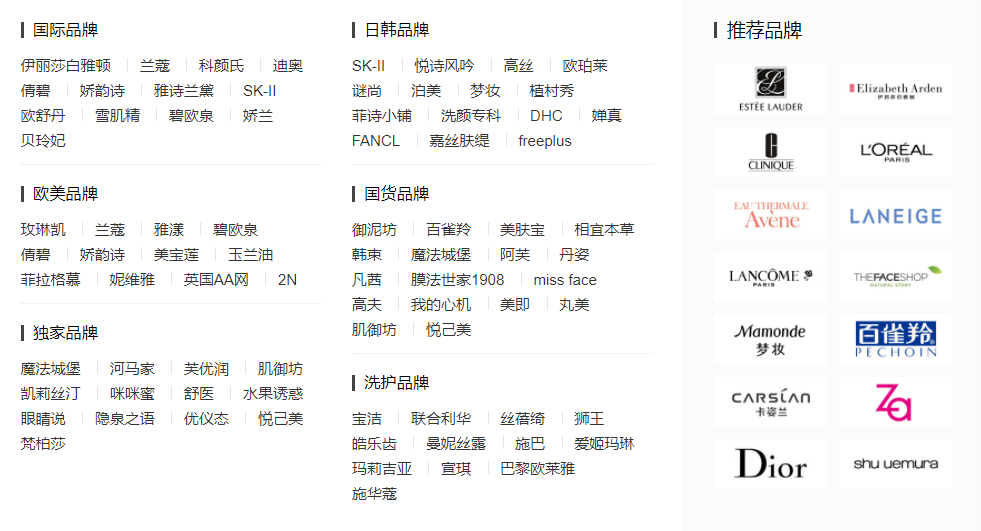 国际品牌
伊丽莎白雅顿 兰蔻 科颜氏 迪奥
倩碧 娇韵诗 雅诗兰黛 SK-II
欧舒丹 雪肌精 碧欧泉 娇兰
贝玲妃
欧美品牌
玫琳凯 兰蔻 雅漾 碧欧泉
倩碧 娇韵诗 美宝莲 玉兰油
菲拉格慕 妮维雅 英国AA网 2N
独家品牌
魔法城堡 河马家 芙优润 肌御坊
凯莉丝汀 咪咪蜜 舒医 水果诱惑
眼睛说 隐泉之语 优仪态 悦己美
梵柏莎
日韩品牌
SK-II 悦诗风吟 高丝 欧珀莱
谜尚 泊美 梦妆 植村秀
菲诗小铺 洗颜专科 DHC 婵真
FANCL 嘉丝肤缇 freeplus
国货品牌
御泥坊 百雀羚 美肤宝 相宜本草
韩束 魔法城堡 阿芙 丹姿
凡茜 膜法世家1908 miss face
高夫 我的心机 美即 丸美
肌御坊 悦己美
洗护品牌
宝洁 联合利华 丝蓓绮 狮王
皓乐齿 曼妮丝露 施巴 爱姬玛琳
玛莉吉亚 宣琪 巴黎欧莱雅
施华蔻
推荐品牌
ESTĒE LAUDER
Elizabeth Arden
伊莉莎白雅顿
CLINIQUE
L'ORÉAL
PARIS
EAU THERMALE
Avène
LANEIGE
LANCÔME
PARIS
THEFACESHOP
NATURAL STORY
Mamonde
梦妆
百雀羚
PECHOIN
CARSLAN
卡姿兰
Za
Dior
shu uemura